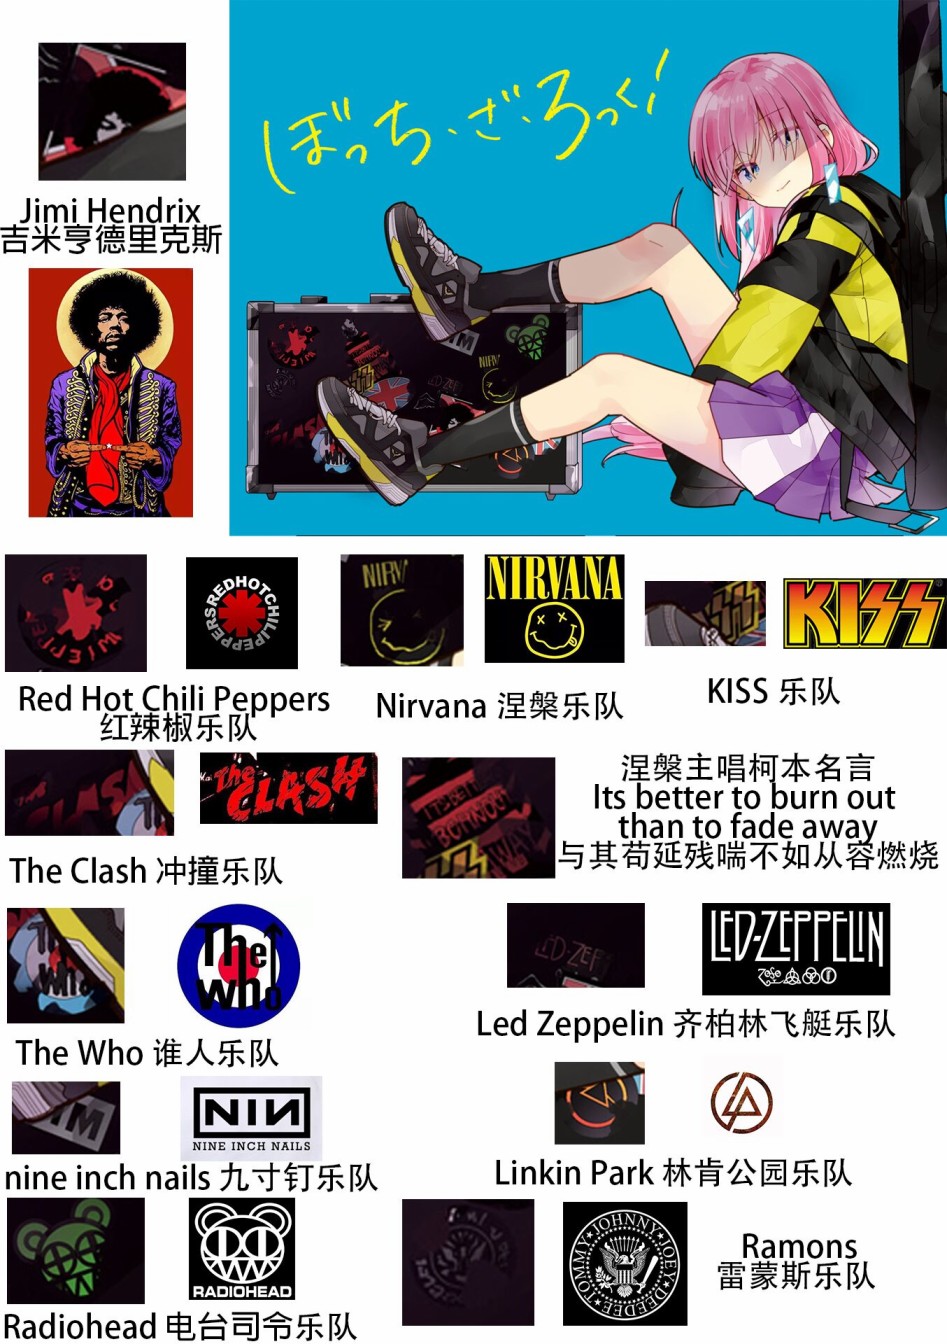 ぼっち・ざ・ろっく!
Jimi Hendrix
吉米亨德里克斯
NIRV
RED HOT CHILI PEPPERS
NIRVANA
KISS
Red Hot Chili Peppers
红辣椒乐队
Nirvana 涅槃乐队
KISS 乐队
The CLASH
The Clash 冲撞乐队
涅槃主唱柯本名言
Its better to burn out
than to fade away
与其苟延残喘不如从容燃烧
The Who
LED-ZEPPELIN
The Who 谁人乐队
Led Zeppelin 齐柏林飞艇乐队
NIN
NINE INCH NAILS
nine inch nails 九寸钉乐队
Linkin Park 林肯公园乐队
RADIOHEAD
JOHNNY JOEY DEEDEE TOMMY
Ramons
雷蒙斯乐队
Radiohead 电台司令乐队